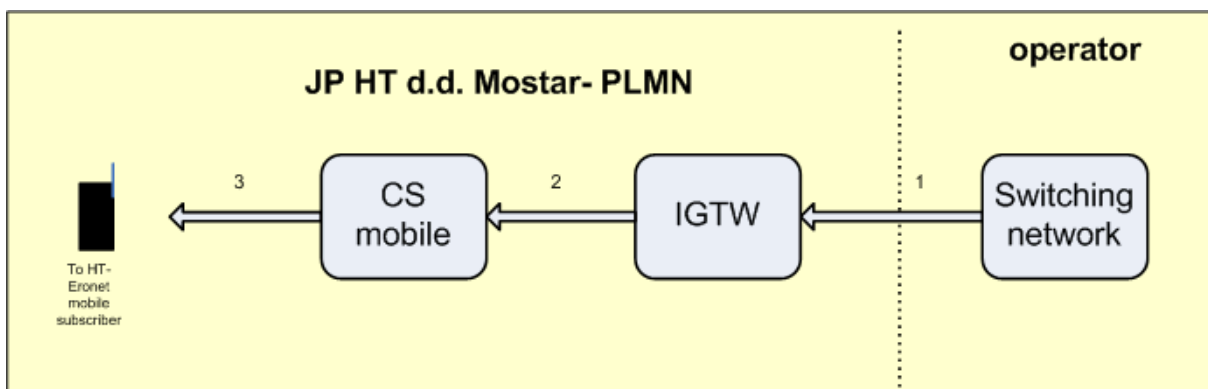 operator
JP HT d.d. Mostar- PLMN
3
CS
mobile
2
IGTW
1
Switching
network
To HT-
Eronet
mobile
subscriber